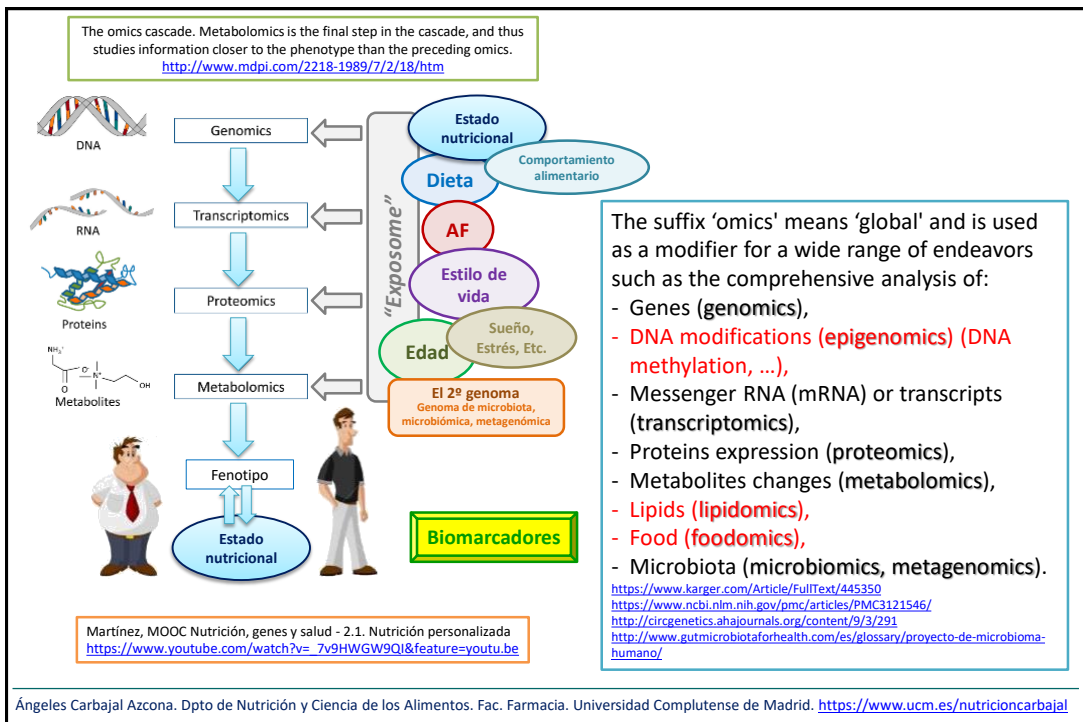 The omics cascade. Metabolomics is the final step in the cascade, and thus
studies information closer to the phenotype than the preceding omics.
http://www.mdpi.com/2218-1989/7/2/18/htm
DNA
Genomics
RNA
Transcriptomics
Proteins
Proteomics
NH₃⁺
O
O⁻
N⁺
OH
Metabolites
Metabolomics
Fenotipo
Estado
nutricional
"Exposome"
Estado
nutricional
Comportamiento
alimentario
Dieta
AF
Estilo de
vida
Sueño,
Estrés, Etc.
Edad
El 2º genoma
Genoma de microbiota,
microbiómica, metagenómica
Biomarcadores
The suffix ‘omics' means ‘global' and is used
as a modifier for a wide range of endeavors
such as the comprehensive analysis of:
- Genes (genomics),
- DNA modifications (epigenomics) (DNA
methylation, …),
- Messenger RNA (mRNA) or transcripts
(transcriptomics),
- Proteins expression (proteomics),
- Metabolites changes (metabolomics),
- Lipids (lipidomics),
- Food (foodomics),
- Microbiota (microbiomics, metagenomics).
https://www.karger.com/Article/FullText/445350
https://www.ncbi.nlm.nih.gov/pmc/articles/PMC3121546/
http://circgenetics.ahajournals.org/content/9/3/291
http://www.gutmicrobiotaforhealth.com/es/glossary/proyecto-de-microbioma-
humano/
Martínez, MOOC Nutrición, genes y salud - 2.1. Nutrición personalizada
https://www.youtube.com/watch?v=_7v9HWGW9QI&feature=youtu.be
Ángeles Carbajal Azcona. Dpto de Nutrición y Ciencia de los Alimentos. Fac. Farmacia. Universidad Complutense de Madrid. https://www.ucm.es/nutricioncarbajal